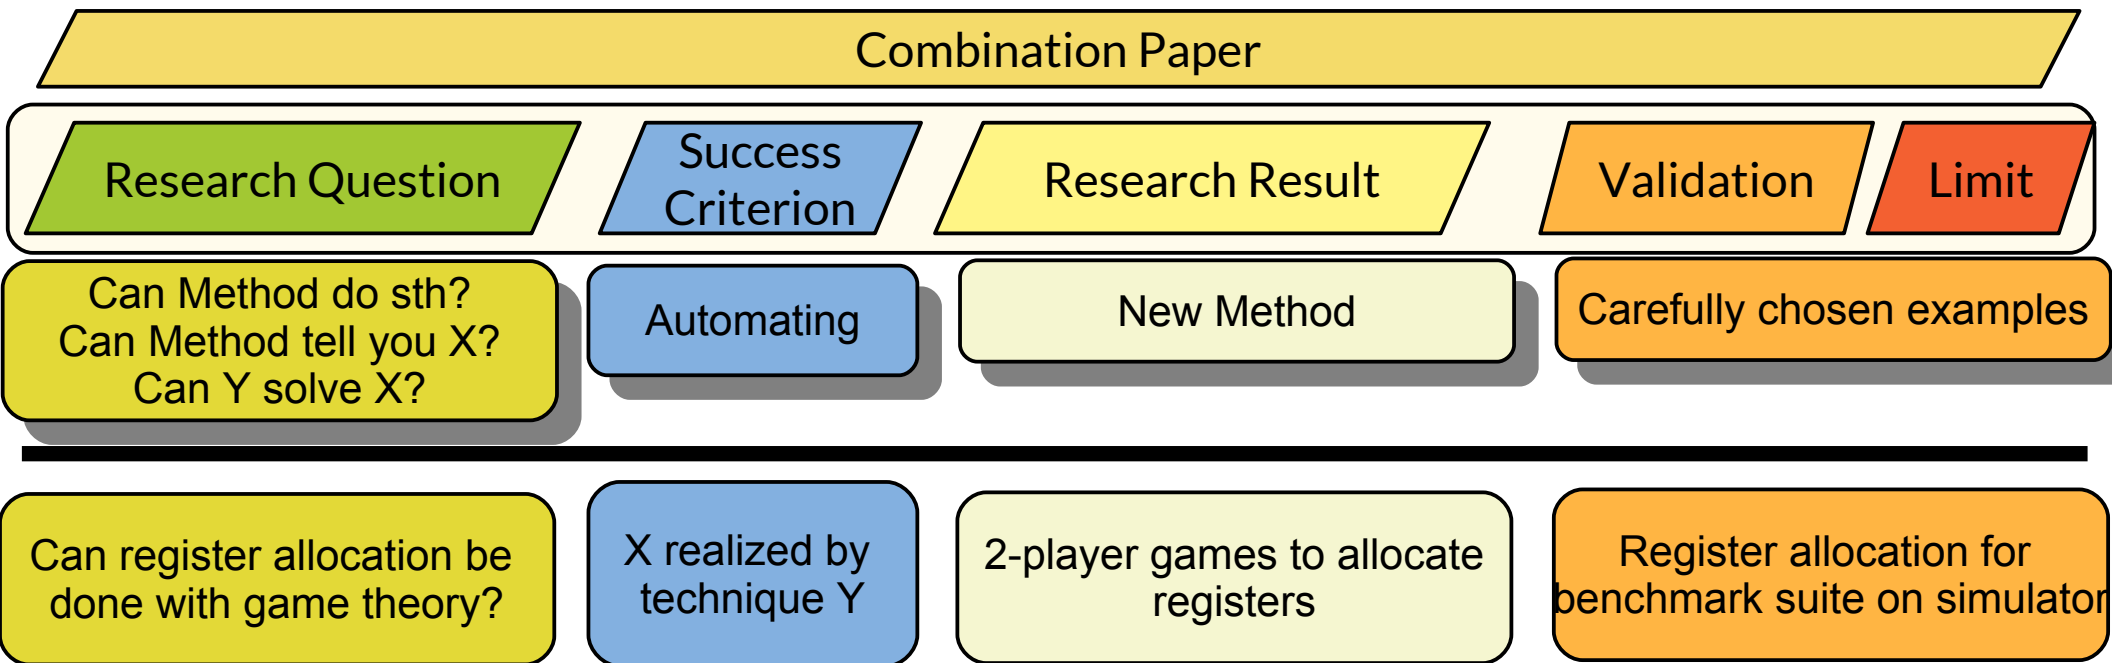 Combination Paper
Research Question
Success
Criterion
Research Result
Validation
Limit
Can Method do sth?
Can Method tell you X?
Can Y solve X?
Automating
New Method
Carefully chosen examples
Can register allocation be
done with game theory?
X realized by
technique Y
2-player games to allocate
registers
Register allocation for
benchmark suite on simulator